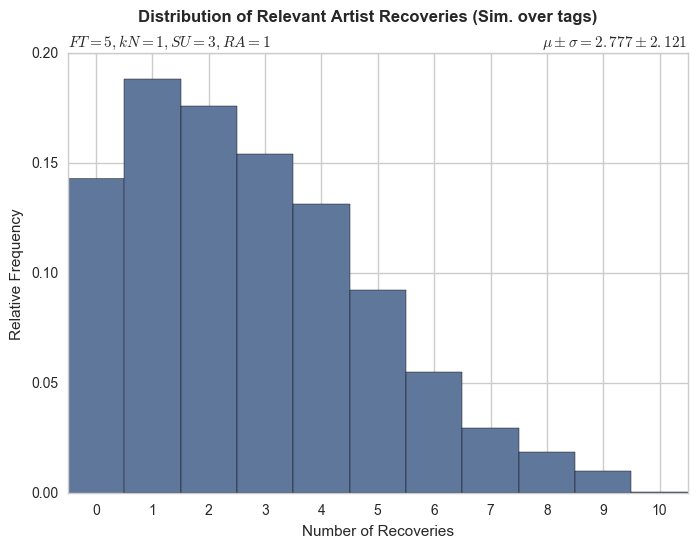 Distribution of Relevant Artist Recoveries (Sim. over tags)
FT = 5, kN = 1, SU = 3, RA = 1
μ ± σ = 2.777 ± 2.121
0.20
0.15
0.10
0.05
0.00
Relative Frequency
0 1 2 3 4 5 6 7 8 9 10
Number of Recoveries